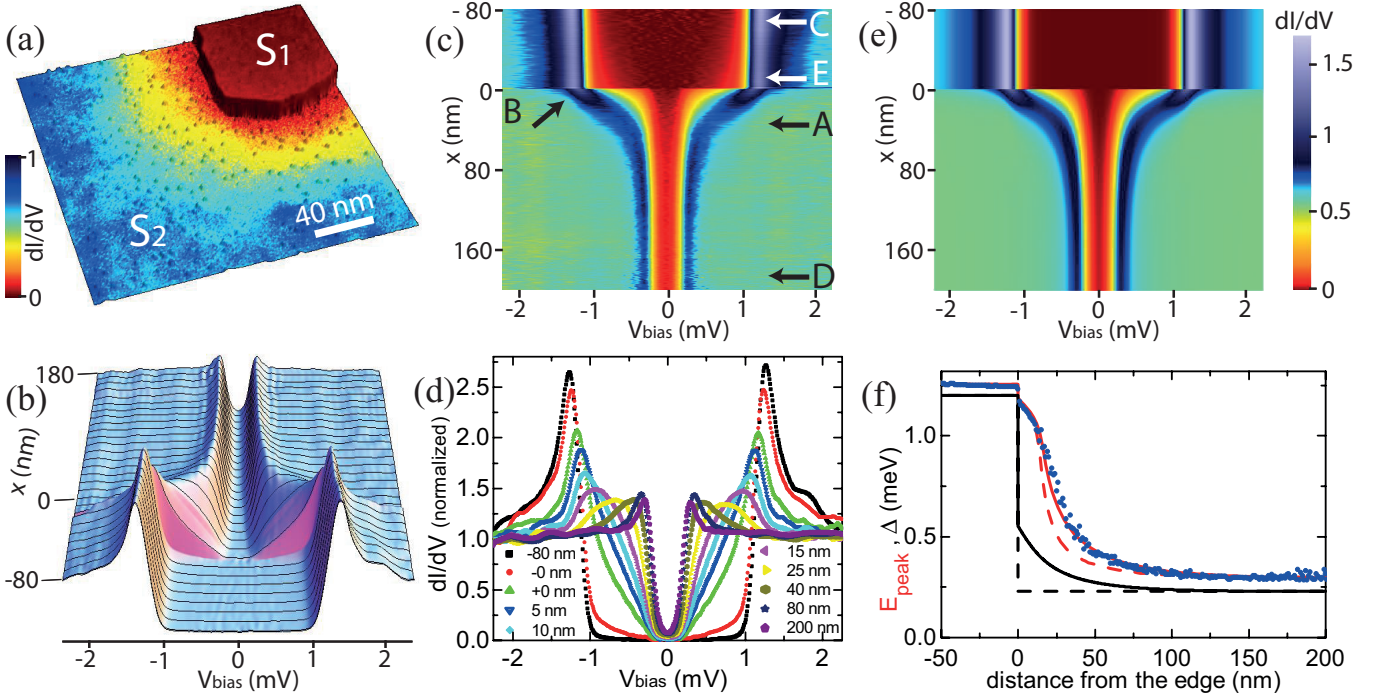 (a)
S1
S2
40 nm
1
dI/dV
0
(b)
180
x (nm)
0
-80
-1
0
1
2
Vbias (mV)
(c)
-80
0
80
160
x (nm)
C
E
B
A
D
-2
-1
0
1
2
Vbias (mV)
(d)
2.5
2.0
1.5
1.0
0.5
0.0
dI/dV (normalized)
-80 nm
-0 nm
+0 nm
5 nm
10 nm
15 nm
25 nm
40 nm
80 nm
200 nm
-2
-1
0
1
2
Vbias (mV)
(e)
-80
0
80
160
x (nm)
-2
-1
0
1
2
Vbias (mV)
dI/dV
1.5
1
0.5
0
(f)
1.0
0.5
0.0
Epeak , Δ (meV)
-50
0
50
100
150
200
distance from the edge (nm)